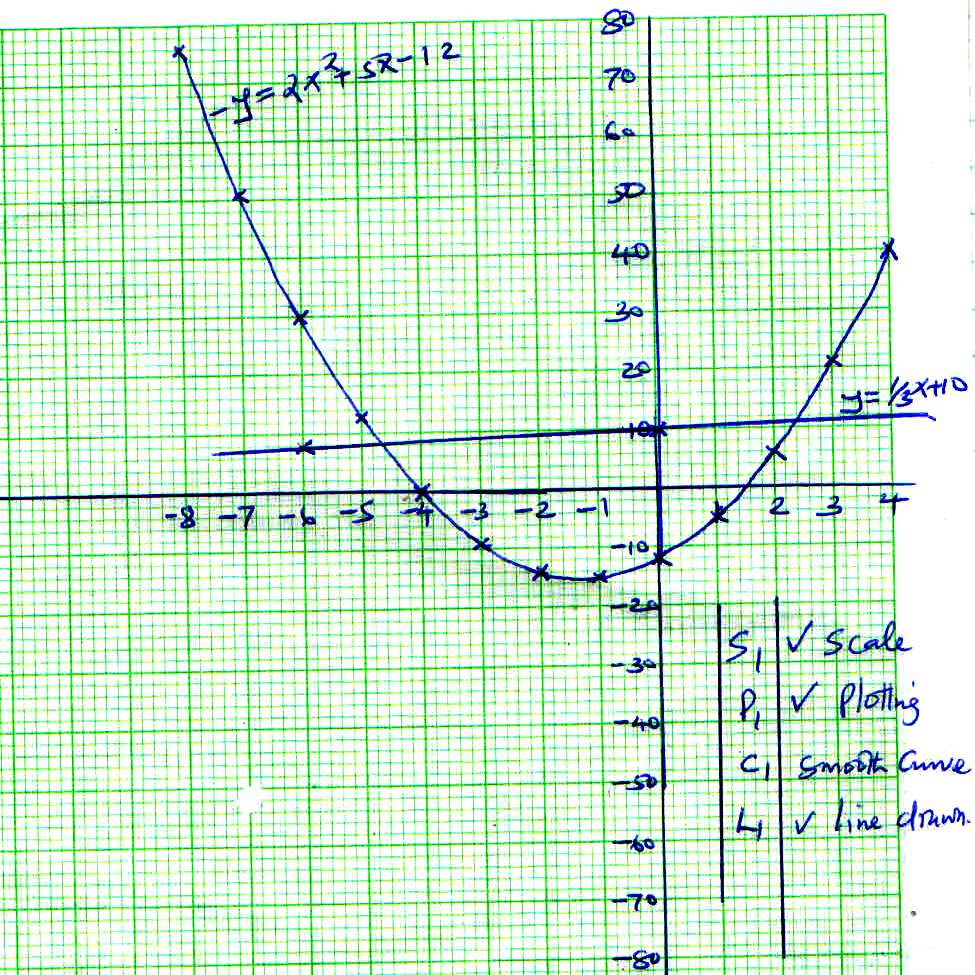 80
-y = 2x²+5x-12
70
60
50
40
30
20
y = 1/3x+10
10
-8 -7 -6 -5 -4 -3 -2 -1 1 2 3 4
-10
-20
S₁ ✓ Scale
-30
P₁ ✓ Plotting
-40
C₁ Smooth Curve
-50
L₁ ✓ line drawn.
-60
-70
-80